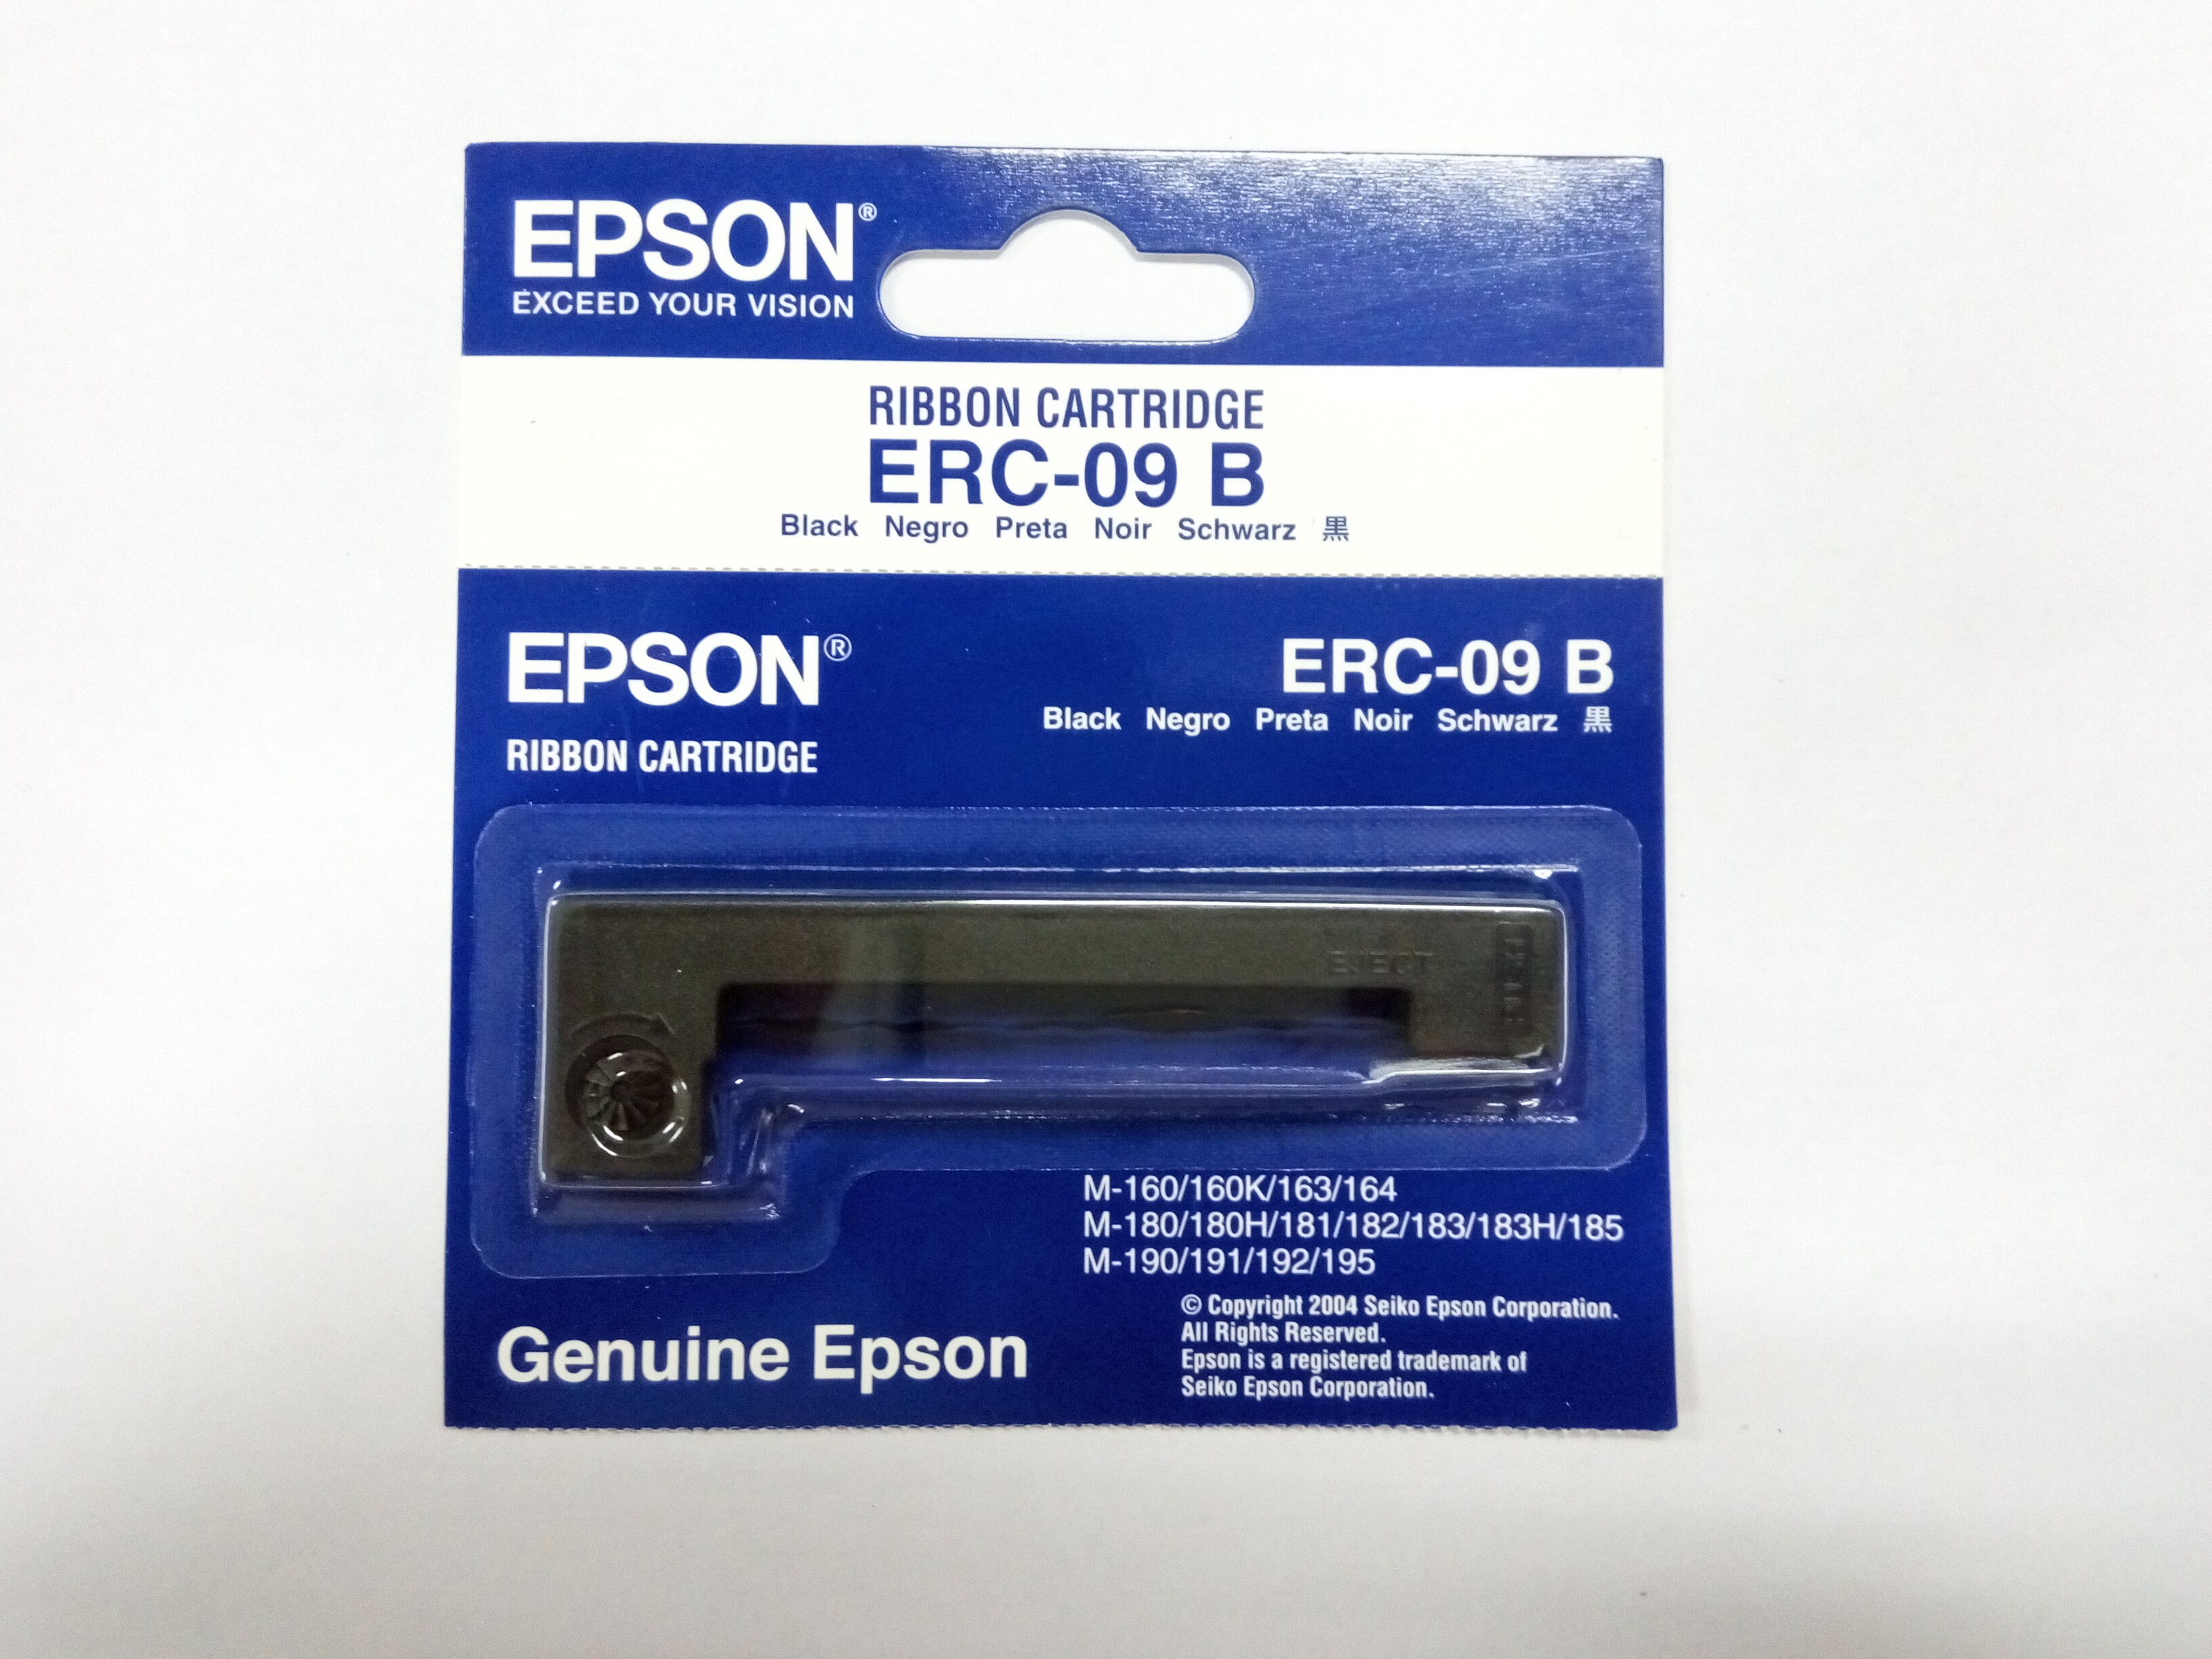 EPSON®
EXCEED YOUR VISION
RIBBON CARTRIDGE
ERC-09 B
Black Negro Preta Noir Schwarz 黒
EPSON®
RIBBON CARTRIDGE
ERC-09 B
Black Negro Preta Noir Schwarz 黒
EJECT
M-160/160K/163/164
M-180/180H/181/182/183/183H/185
M-190/191/192/195
Genuine Epson
© Copyright 2004 Seiko Epson Corporation.
All Rights Reserved.
Epson is a registered trademark of
Seiko Epson Corporation.